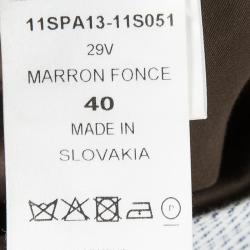 11SPA13-11S051
29V
MARRON FONCE
40
MADE IN
SLOVAKIA